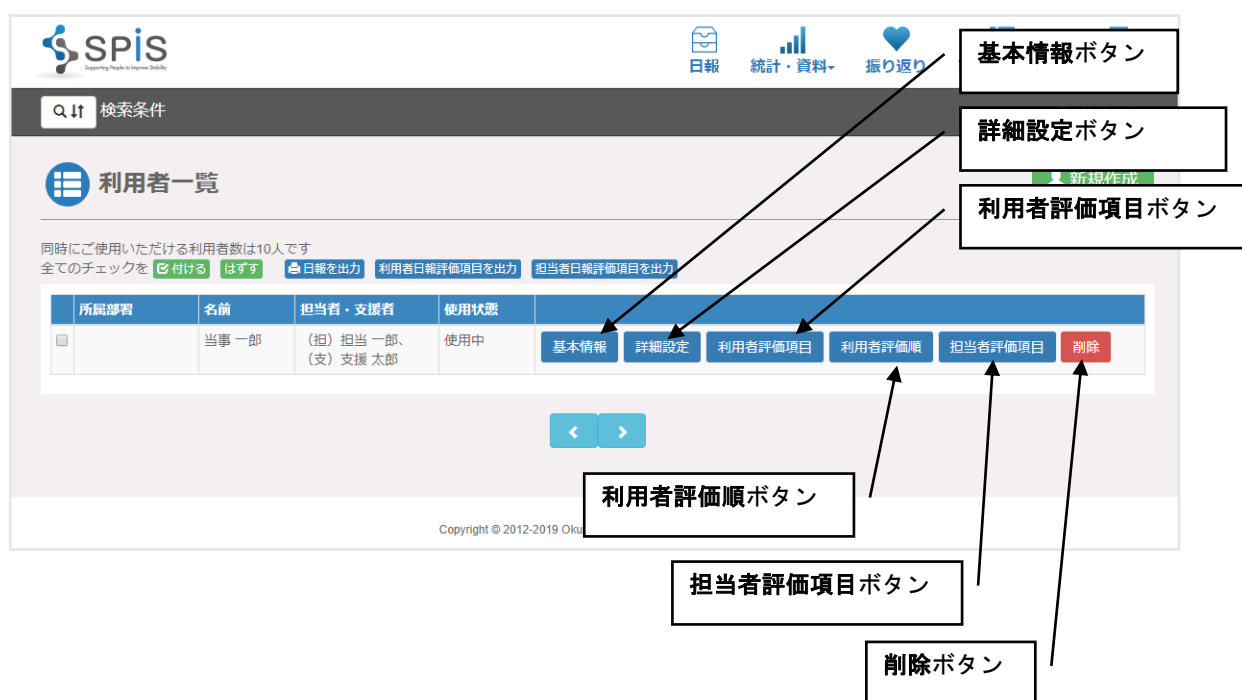 SPiS
Supporting People to Improve Stability
日報
統計・資料
振り返り
基本情報ボタン
検索条件
詳細設定ボタン
利用者一覧
新規作成
利用者評価項目ボタン
同時にご使用いただける利用者数は10人です
全てのチェックを 付ける はずす 日報を出力 利用者日報評価項目を出力 担当者日報評価項目を出力
所属部署 名前 担当者・支援者 使用状態
当事 一郎 （担）担当 一郎、 使用中 基本情報 詳細設定 利用者評価項目 利用者評価順 担当者評価項目 削除
（支）支援 太郎
利用者評価順ボタン
Copyright © 2012-2019
担当者評価項目ボタン
削除ボタン